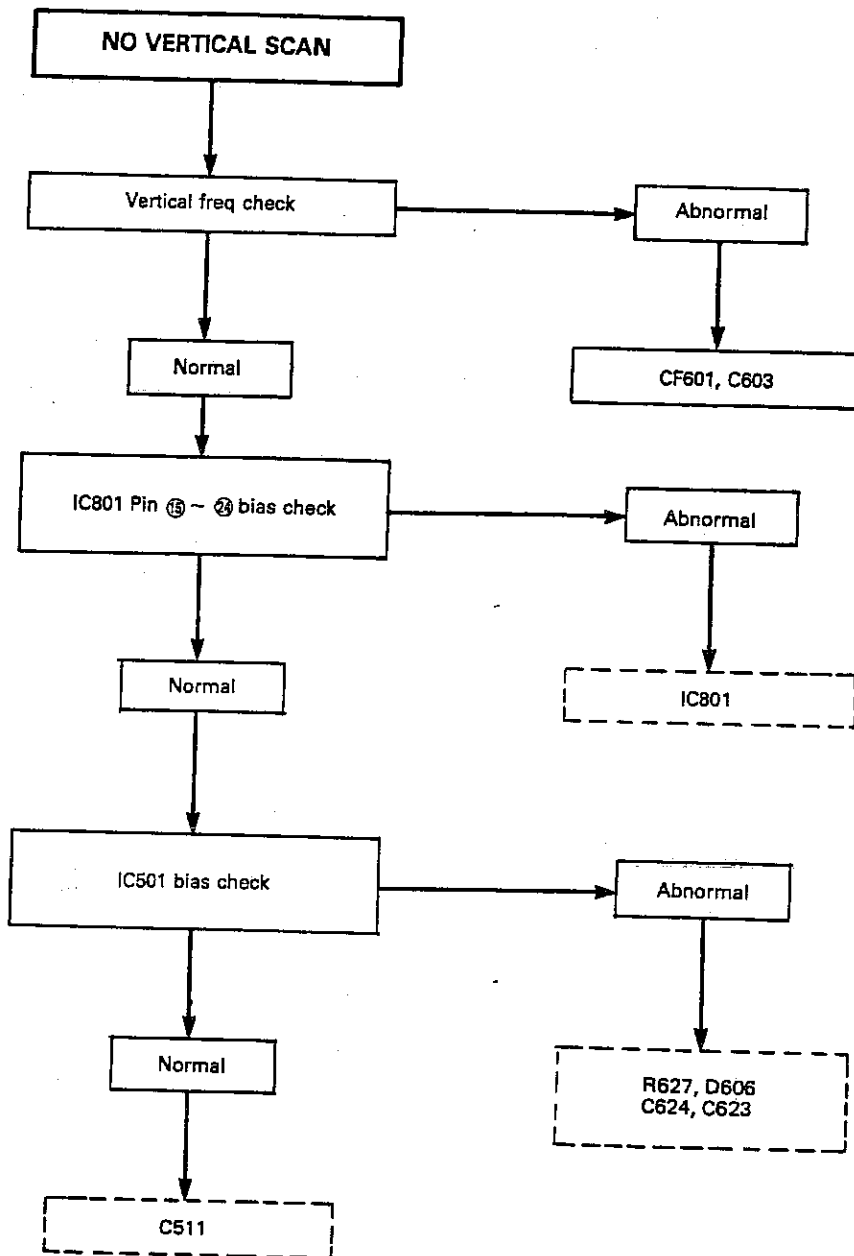 NO VERTICAL SCAN
Vertical freq check
Abnormal
Normal
CF601, C603
IC801 Pin ⑮ ~ ㉔ bias check
Abnormal
Normal
IC801
IC501 bias check
Abnormal
Normal
R627, D606
C624, C623
C511